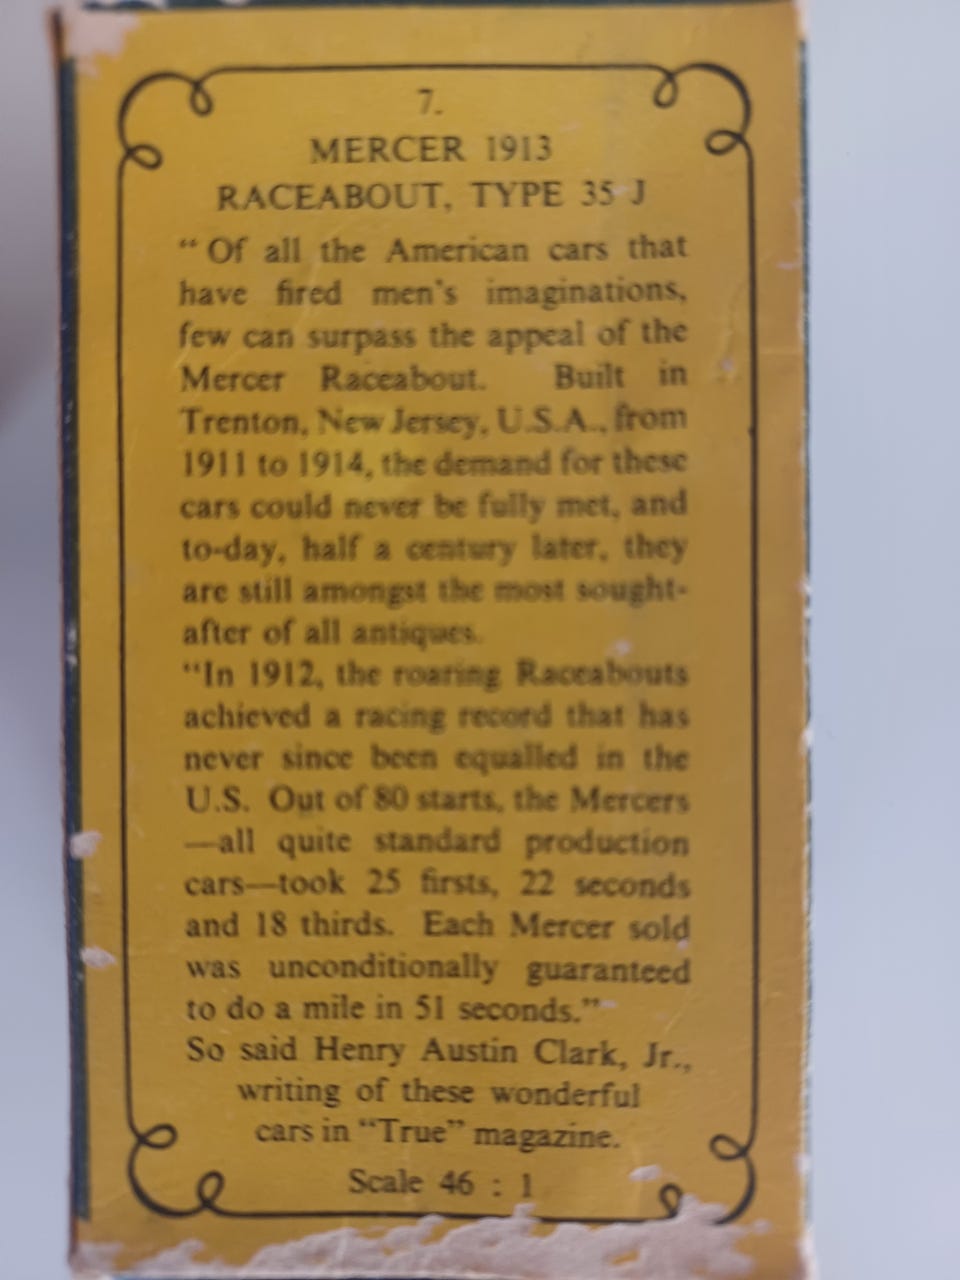 7.
MERCER 1913
RACEABOUT, TYPE 35 J
“Of all the American cars that
have fired men's imaginations,
few can surpass the appeal of the
Mercer Raceabout. Built in
Trenton, New Jersey, U.S.A., from
1911 to 1914, the demand for these
cars could never be fully met, and
to-day, half a century later, they
are still amongst the most sought-
after of all antiques.
“In 1912, the roaring Raceabouts
achieved a racing record that has
never since been equalled in the
U.S. Out of 80 starts, the Mercers
—all quite standard production
cars—took 25 firsts, 22 seconds
and 18 thirds. Each Mercer sold
was unconditionally guaranteed
to do a mile in 51 seconds.”
So said Henry Austin Clark, Jr.,
writing of these wonderful
cars in “True” magazine.
Scale 46 : 1